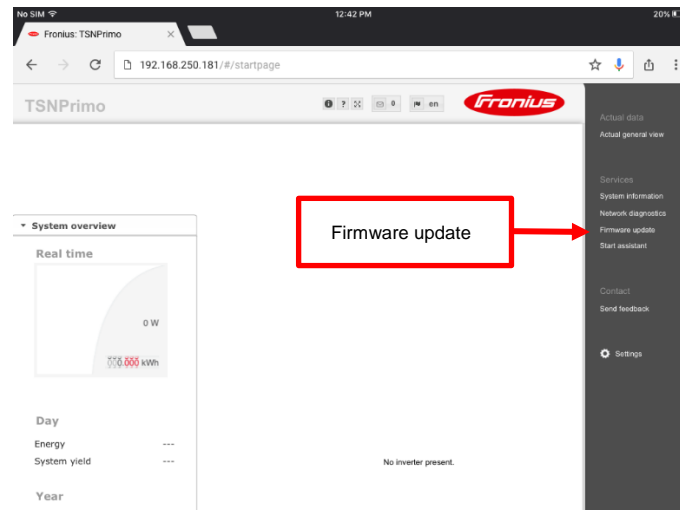 No SIM 12:42 PM 20%
Fronius: TSNPrimo ×
192.168.250.181/#/startpage
TSNPrimo
? 0 en
Fronius
Actual data
Actual general view
Services
System information
Network diagnostics
Firmware update
Start assistant
Contact
Send feedback
Settings
Firmware update
System overview
Real time
0 W
000.000 kWh
Day
Energy ---
System yield ---
No inverter present.
Year